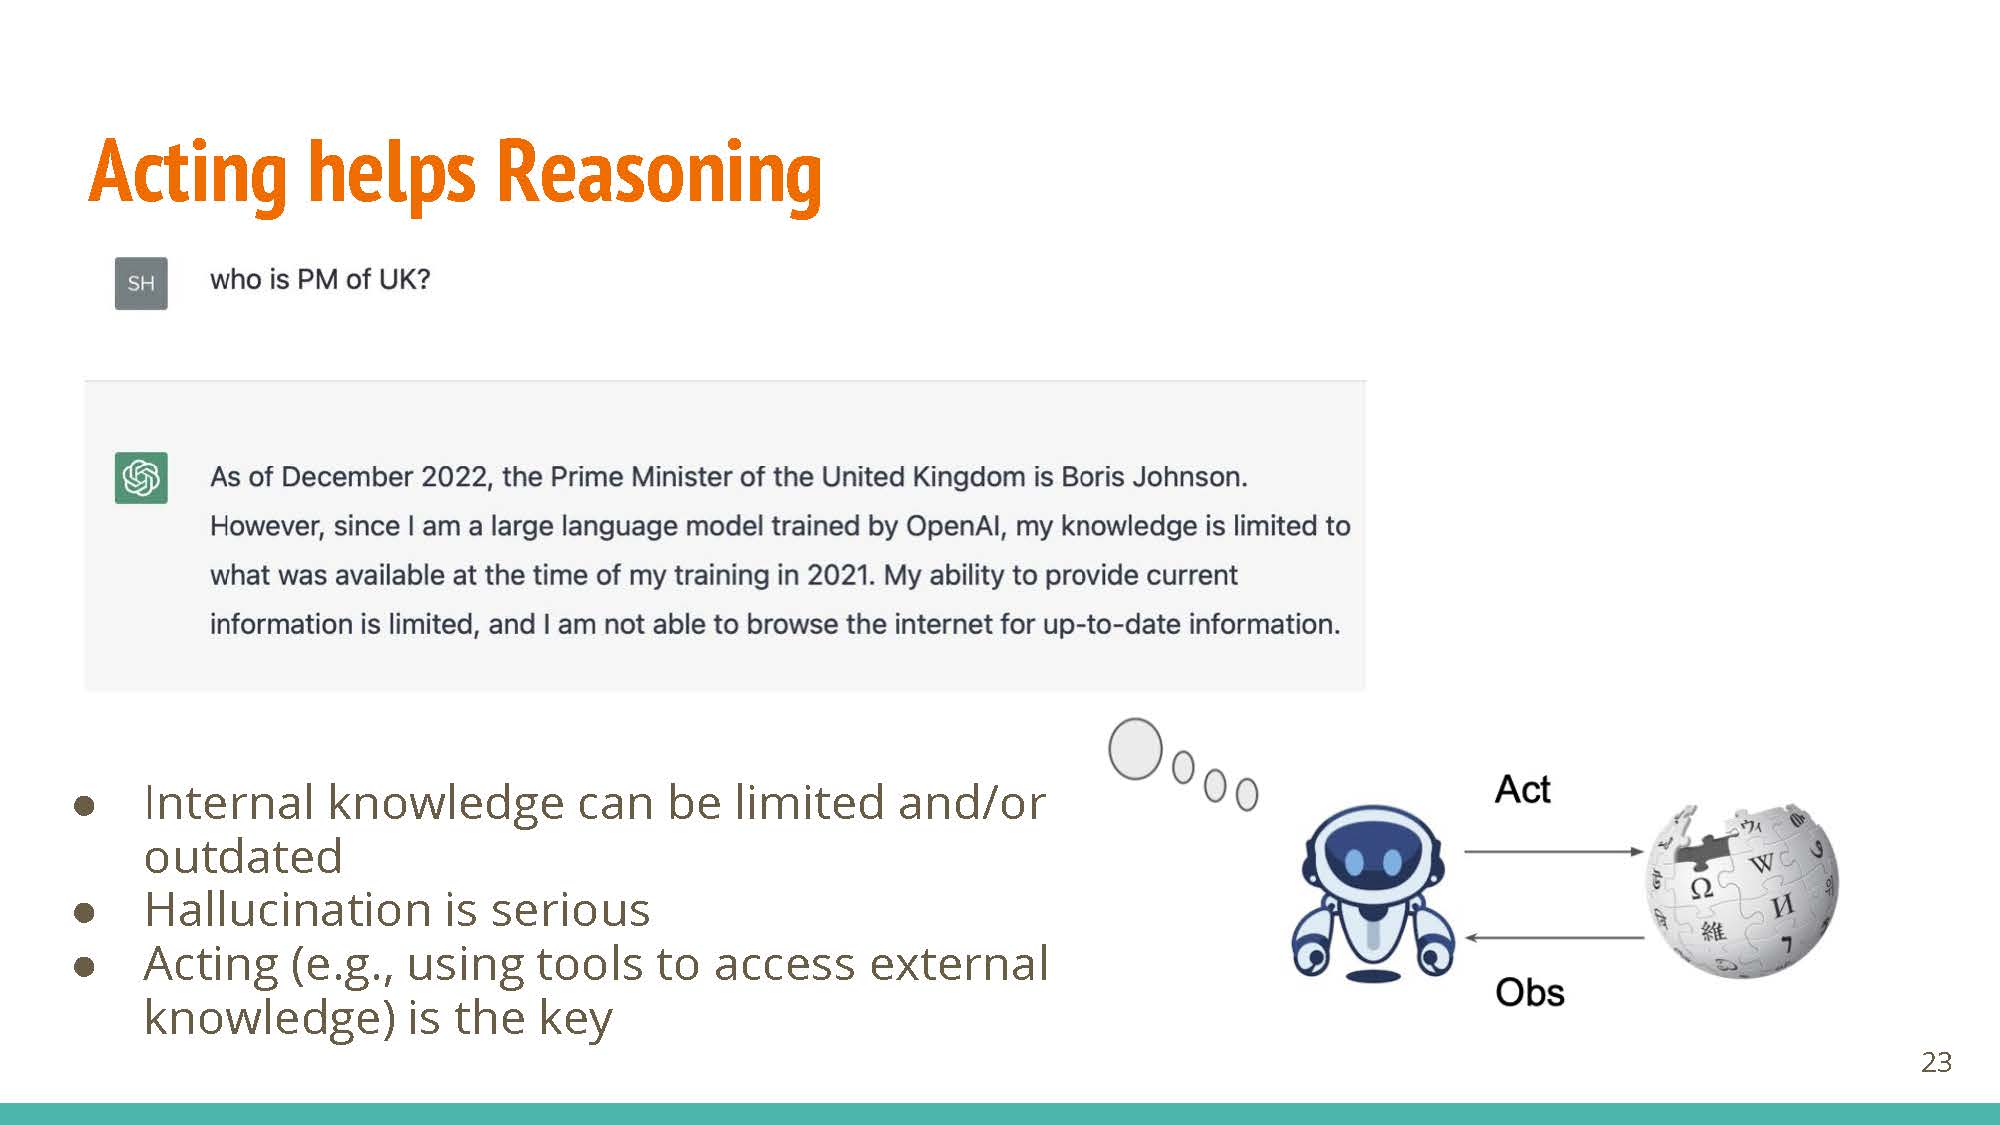 Acting helps Reasoning
SH
who is PM of UK?
As of December 2022, the Prime Minister of the United Kingdom is Boris Johnson.
However, since I am a large language model trained by OpenAI, my knowledge is limited to
what was available at the time of my training in 2021. My ability to provide current
information is limited, and I am not able to browse the internet for up-to-date information.
● Internal knowledge can be limited and/or
outdated
● Hallucination is serious
● Acting (e.g., using tools to access external
knowledge) is the key
Act
Ω W И
維
Obs
23